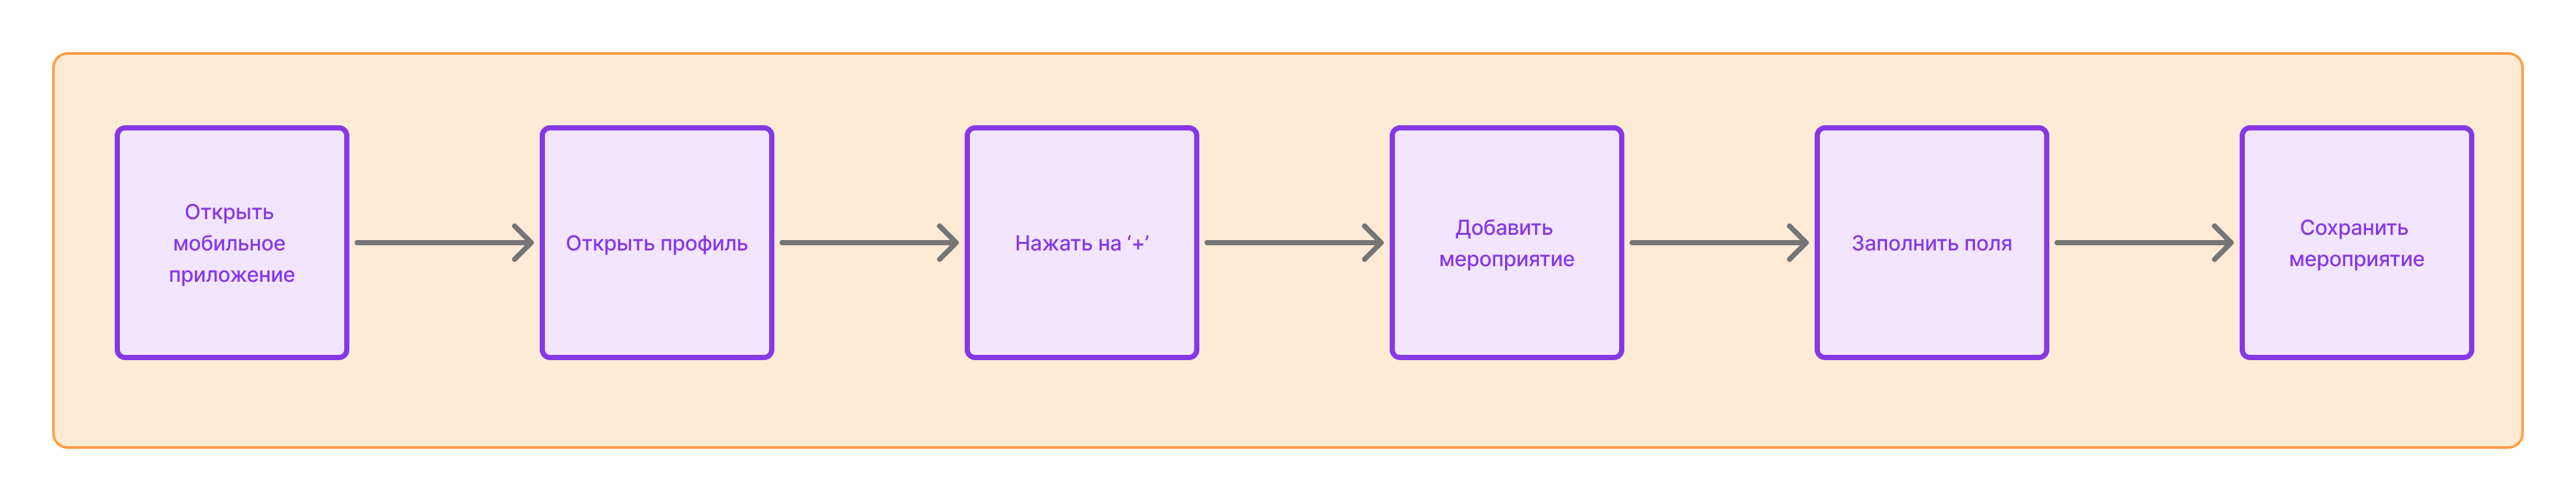 Открыть
мобильное
приложение
Открыть профиль
Нажать на ‘+’
Добавить
мероприятие
Заполнить поля
Сохранить
мероприятие